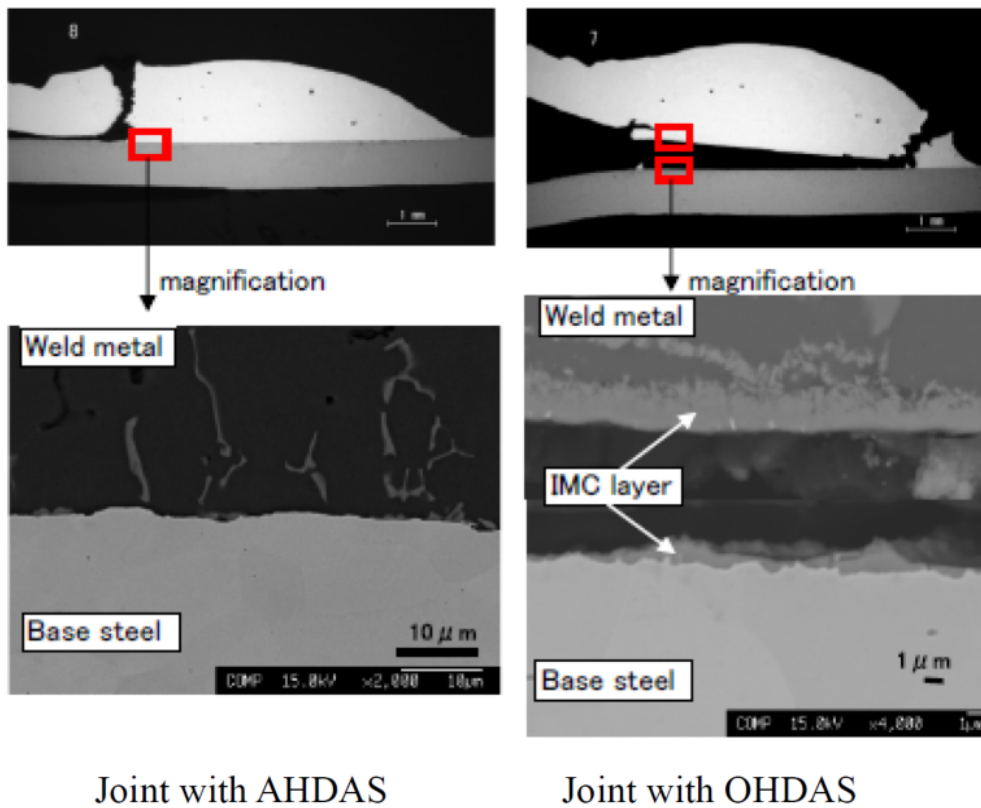 8
1 mm
magnification
Weld metal
Base steel
10 μm
COMP 15.0kV ×2,000 10μm
Joint with AHDAS
7
1 mm
magnification
Weld metal
IMC layer
Base steel
1 μm
COMP 15.0kV ×4,000 1μm
Joint with OHDAS